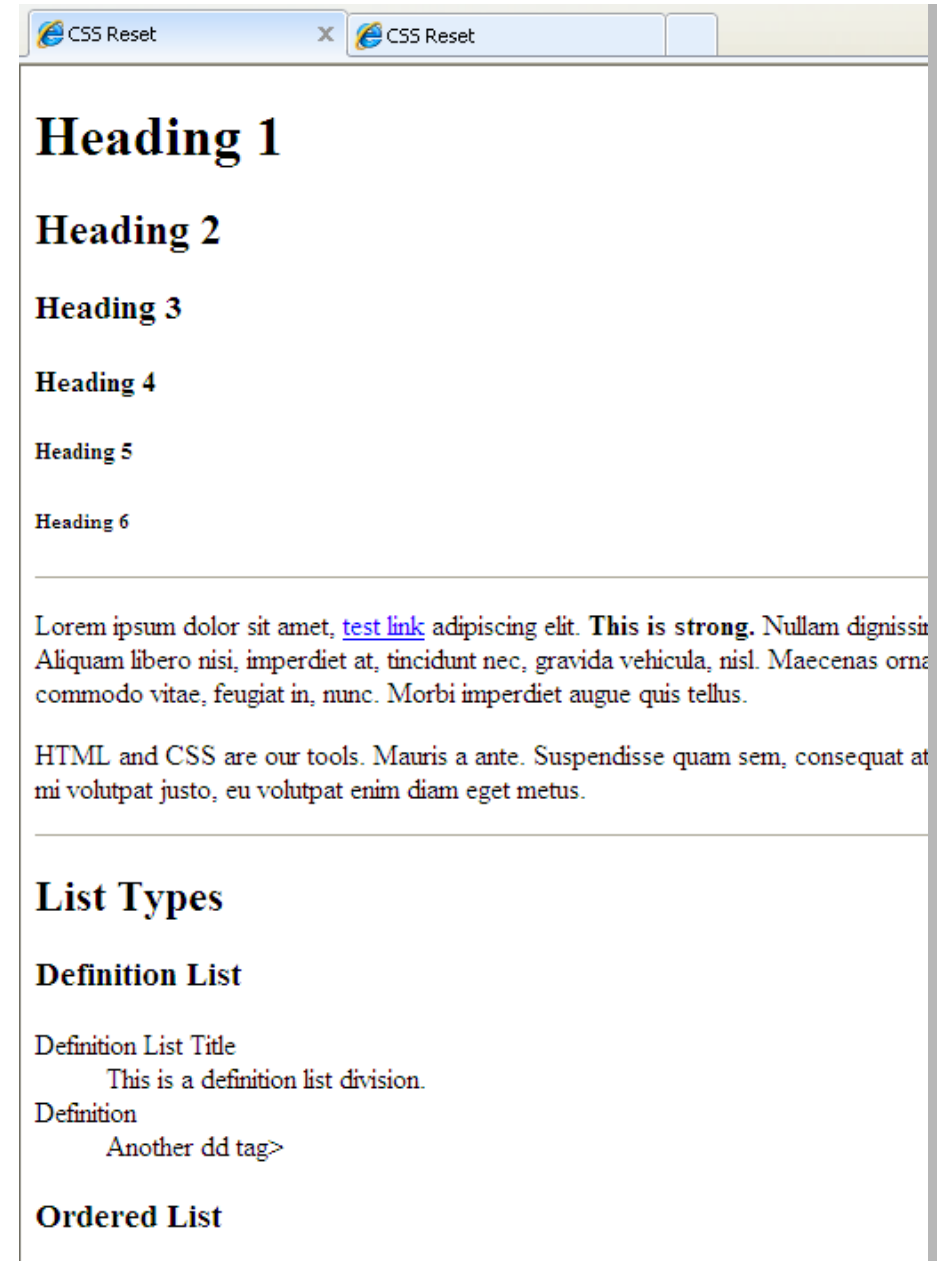 CSS Reset
CSS Reset
Heading 1
Heading 2
Heading 3
Heading 4
Heading 5
Heading 6
Lorem ipsum dolor sit amet, test link adipiscing elit. This is strong. Nullam
Aliquam libero nisi, imperdiet at, tincidunt nec, gravida vehicula, nisl. Maecenas
commodo vitae, feugiat in, nunc. Morbi imperdiet augue quis tellus.
HTML and CSS are our tools. Mauris a ante. Suspendisse quam sem, consequat at
mi volutpat justo, eu volutpat enim diam eget metus.
List Types
Definition List
Definition List Title
This is a definition list division.
Definition
Another dd tag>
Ordered List